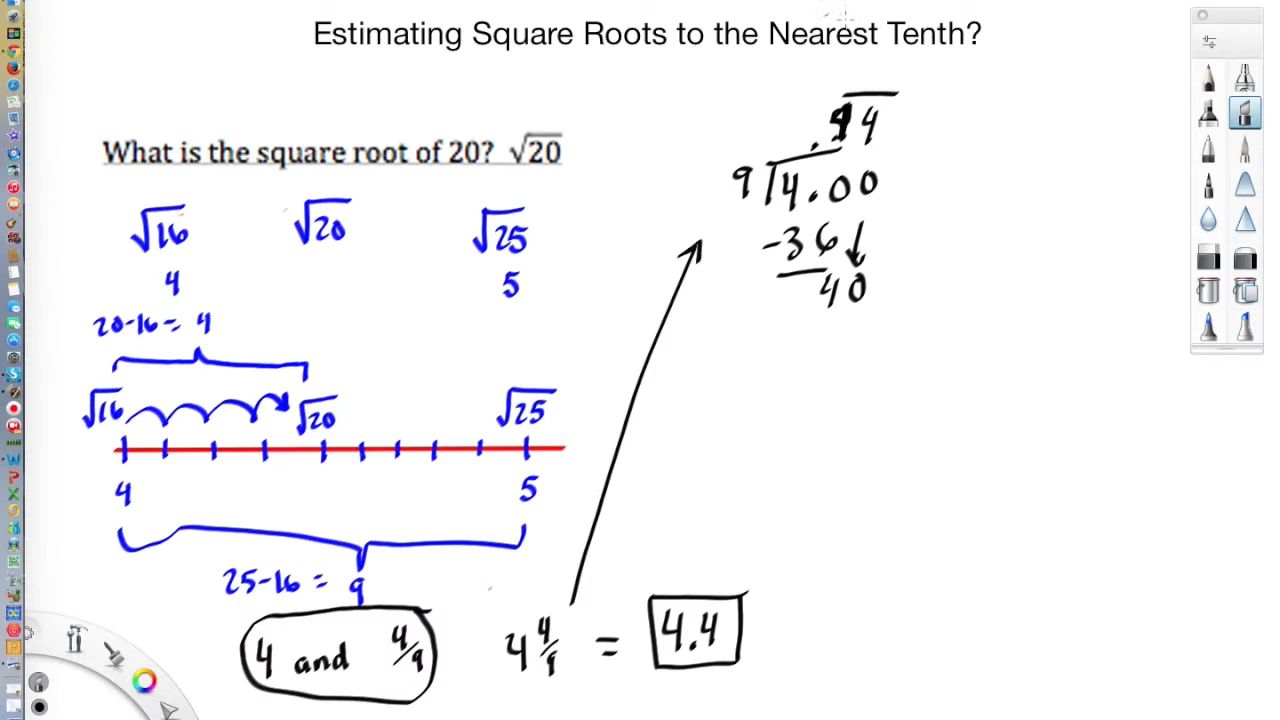 Estimating Square Roots to the Nearest Tenth?
What is the square root of 20? √20
√16 √20 √25
4 5
20-16= 4
√16 √20 √25
4 5
25-16 = 9
4 and 4/9
4 4/9 = 4.4
.44
9 4.00
-36
40